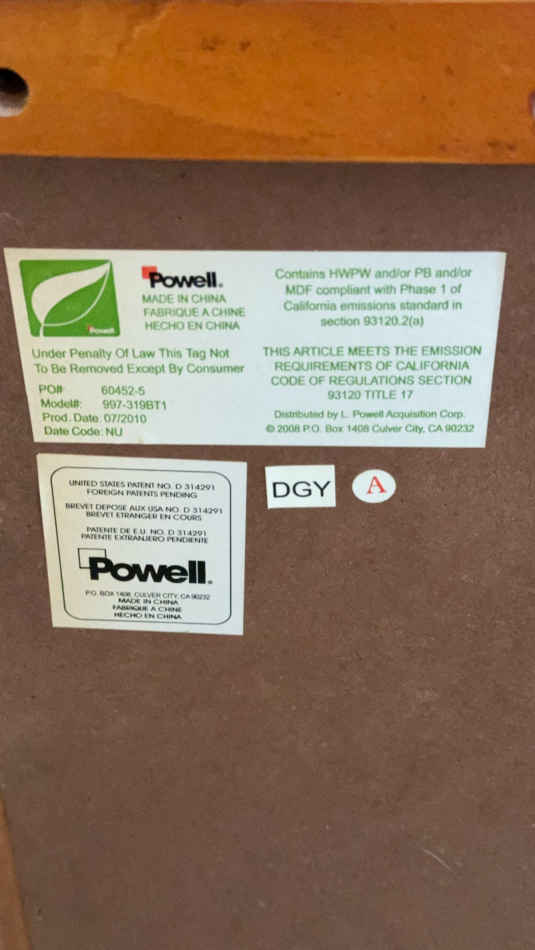 Powell
Powell.
MADE IN CHINA
FABRIQUE A CHINE
HECHO EN CHINA
Contains HWPW and/or PB and/or
MDF compliant with Phase 1 of
California emissions standard in
section 93120.2(a)
Under Penalty Of Law This Tag Not
To Be Removed Except By Consumer
PO#: 60452-5
Model#: 997-319BT1
Prod. Date: 07/2010
Date Code: NU
THIS ARTICLE MEETS THE EMISSION
REQUIREMENTS OF CALIFORNIA
CODE OF REGULATIONS SECTION
93120 TITLE 17
Distributed by L. Powell Acquisition Corp.
© 2008 P.O. Box 1408 Culver City, CA 90232
UNITED STATES PATENT NO. D 314291
FOREIGN PATENTS PENDING
BREVET DEPOSE AUX USA NO. D 314291
BREVET ETRANGER EN COURS
PATENTE DE E.U. NO. D 314291
PATENTE EXTRANJERO PENDIENTE
Powell.
P.O. BOX 1408, CULVER CITY, CA 90232
MADE IN CHINA
FABRIQUE A CHINE
HECHO EN CHINA
DGY
A